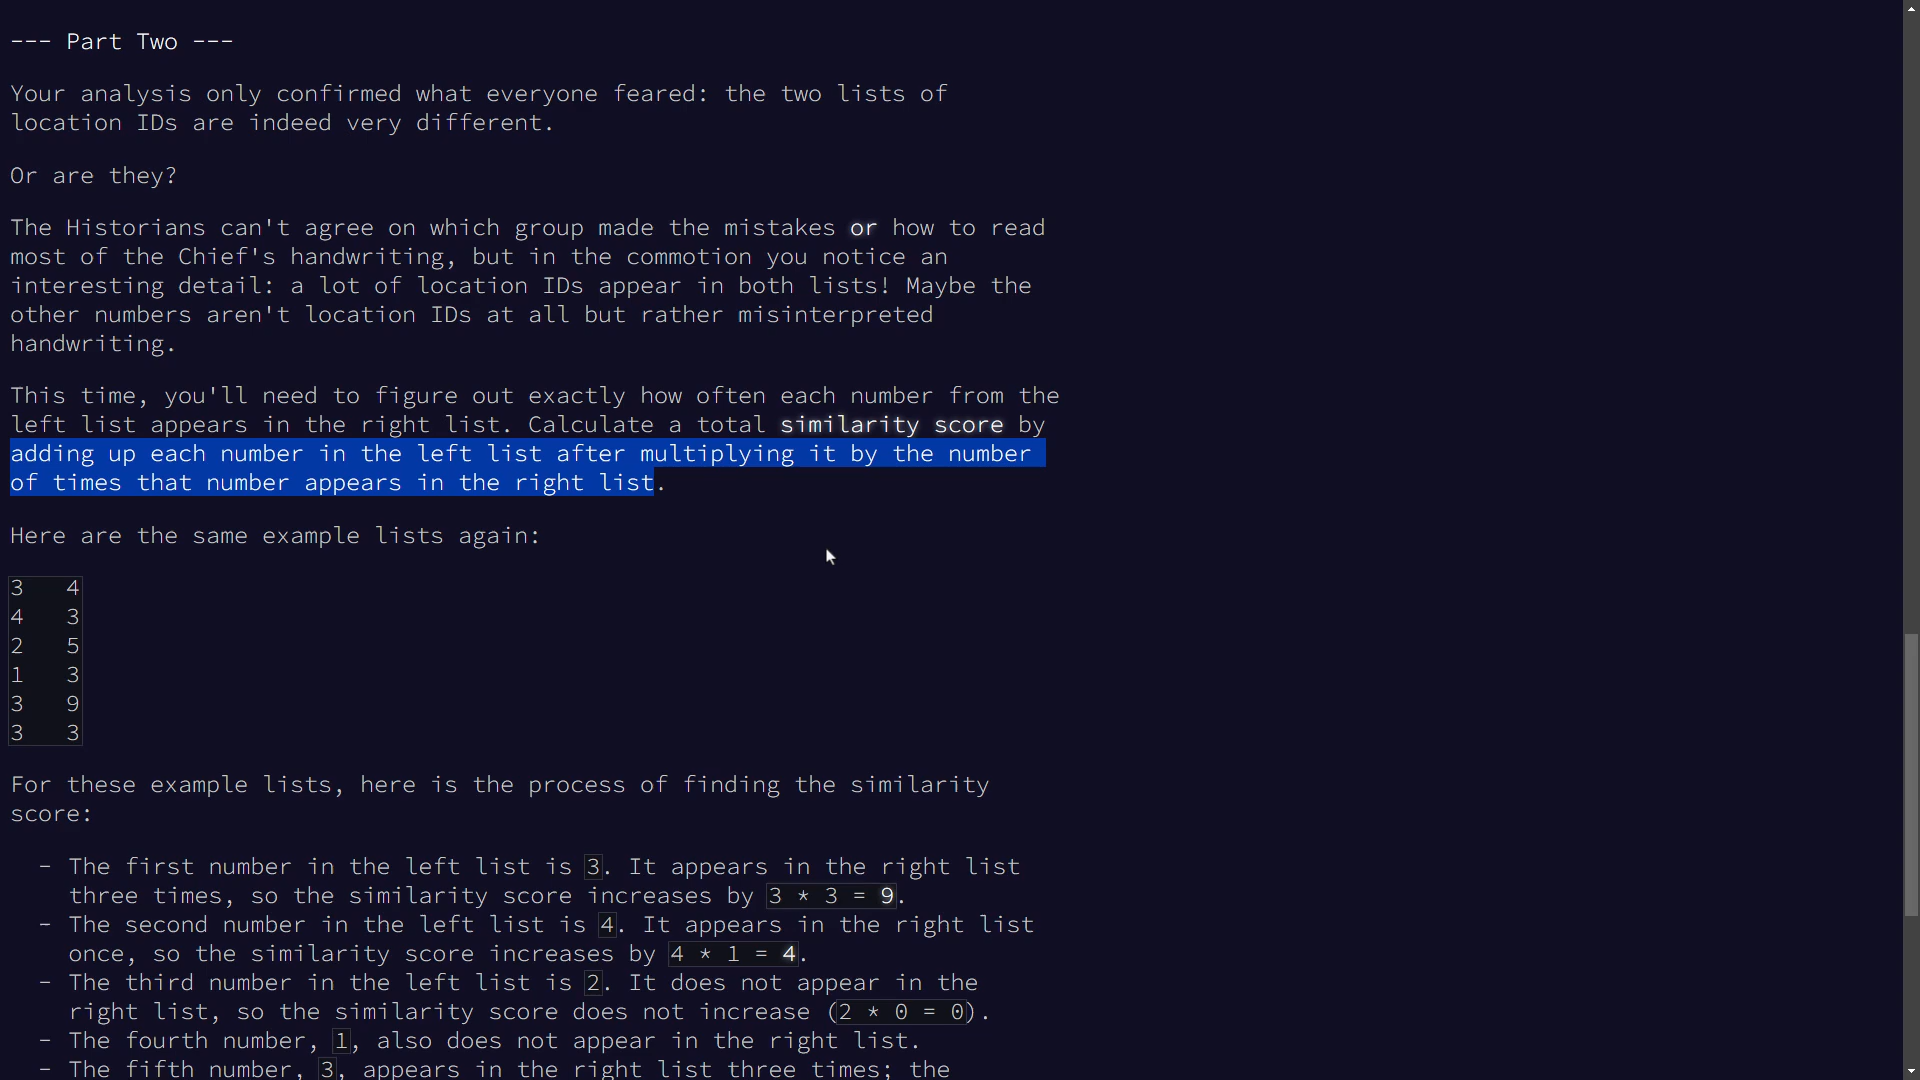 --- Part Two ---
Your analysis only confirmed what everyone feared: the two lists of
location IDs are indeed very different.
Or are they?
The Historians can't agree on which group made the mistakes or how to read
most of the Chief's handwriting, but in the commotion you notice an
interesting detail: a lot of location IDs appear in both lists! Maybe the
other numbers aren't location IDs at all but rather misinterpreted
handwriting.
This time, you'll need to figure out exactly how often each number from the
left list appears in the right list. Calculate a total similarity score by
adding up each number in the left list after multiplying it by the number
of times that number appears in the right list.
Here are the same example lists again:
3   4
4   3
2   5
1   3
3   9
3   3
For these example lists, here is the process of finding the similarity
score:
- The first number in the left list is 3. It appears in the right list
three times, so the similarity score increases by 3 * 3 = 9.
- The second number in the left list is 4. It appears in the right list
once, so the similarity score increases by 4 * 1 = 4.
- The third number in the left list is 2. It does not appear in the
right list, so the similarity score does not increase (2 * 0 = 0).
- The fourth number, 1, also does not appear in the right list.
- The fifth number, 3, appears in the right list three times; the